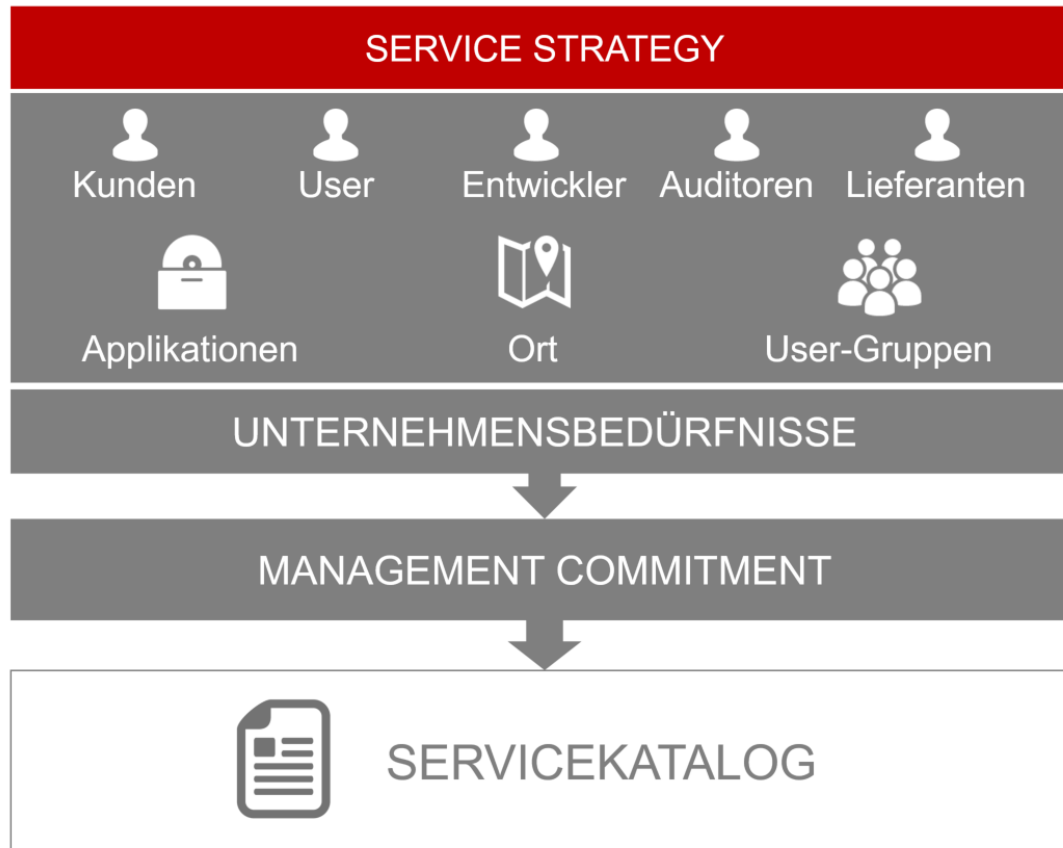 SERVICE STRATEGY
Kunden User Entwickler Auditoren Lieferanten
Applikationen Ort User-Gruppen
UNTERNEHMENSBEDÜRFNISSE
MANAGEMENT COMMITMENT
SERVICEKATALOG